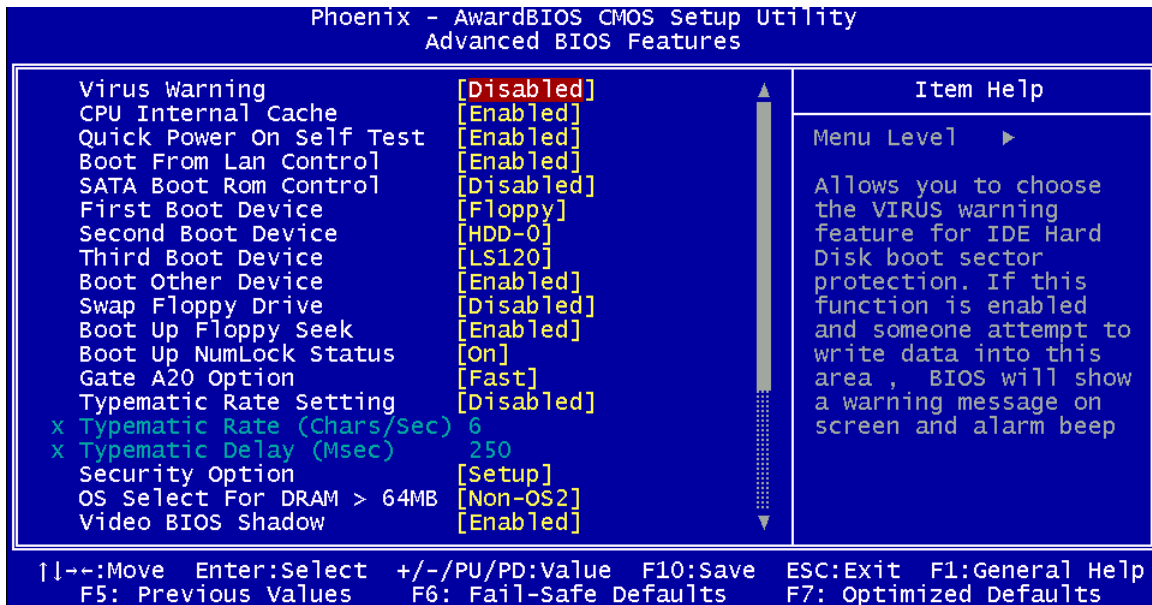 Phoenix - AwardBIOS CMOS Setup Utility
Advanced BIOS Features
Virus Warning [Disabled]
CPU Internal Cache [Enabled]
Quick Power On Self Test [Enabled]
Boot From Lan Control [Enabled]
SATA Boot Rom Control [Disabled]
First Boot Device [Floppy]
Second Boot Device [HDD-0]
Third Boot Device [LS120]
Boot Other Device [Enabled]
Swap Floppy Drive [Disabled]
Boot Up Floppy Seek [Enabled]
Boot Up NumLock Status [On]
Gate A20 Option [Fast]
Typematic Rate Setting [Disabled]
x Typematic Rate (Chars/Sec) 6
x Typematic Delay (Msec) 250
Security Option [Setup]
OS Select For DRAM > 64MB [Non-OS2]
Video BIOS Shadow [Enabled]
Item Help
Menu Level ▶
Allows you to choose
the VIRUS warning
feature for IDE Hard
Disk boot sector
protection. If this
function is enabled
and someone attempt to
write data into this
area , BIOS will show
a warning message on
screen and alarm beep
↑↓→←:Move Enter:Select +/-/PU/PD:Value F10:Save ESC:Exit F1:General Help
F5: Previous Values F6: Fail-Safe Defaults F7: Optimized Defaults